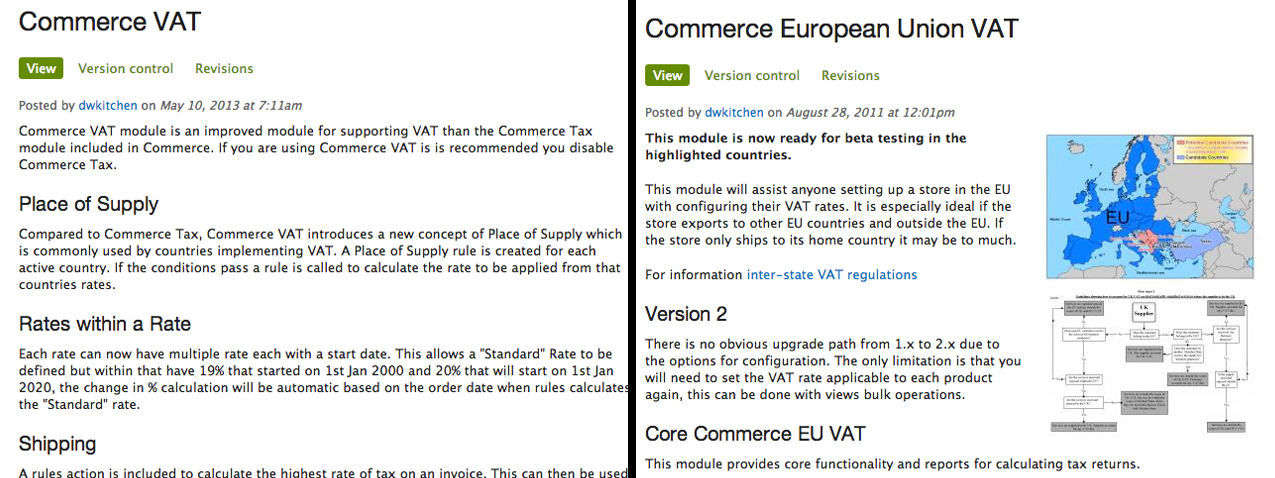 Commerce VAT
View Version control Revisions
Posted by dwkitchen on May 10, 2013 at 7:11am
Commerce VAT module is an improved module for supporting VAT than the Commerce Tax
module included in Commerce. If you are using Commerce VAT is is recommended you disable
Commerce Tax.
Place of Supply
Compared to Commerce Tax, Commerce VAT introduces a new concept of Place of Supply which
is commonly used by countries implementing VAT. A Place of Supply rule is created for each
active country. If the conditions pass a rule is called to calculate the rate to be applied from that
countries rates.
Rates within a Rate
Each rate can now have multiple rate each with a start date. This allows a "Standard" Rate to be
defined but within that have 19% that started on 1st Jan 2000 and 20% that will start on 1st Jan
2020, the change in % calculation will be automatic based on the order date when rules calculates
the "Standard" rate.
Shipping
A rules action is included to calculate the highest rate of tax on an invoice. This can then be used
Commerce European Union VAT
View Version control Revisions
Posted by dwkitchen on August 28, 2011 at 12:01pm
This module is now ready for beta testing in the
highlighted countries.
This module will assist anyone setting up a store in the EU
with configuring their VAT rates. It is especially ideal if the
store exports to other EU countries and outside the EU. If
the store only ships to its home country it may be to much.
For information inter-state VAT regulations
Version 2
There is no obvious upgrade path from 1.x to 2.x due to
the options for configuration. The only limitation is that you
will need to set the VAT rate applicable to each product
again, this can be done with views bulk operations.
Core Commerce EU VAT
This module provides core functionality and reports for calculating tax returns.
Potential Candidate Countries
Candidate Countries
EU
UK
Supplier